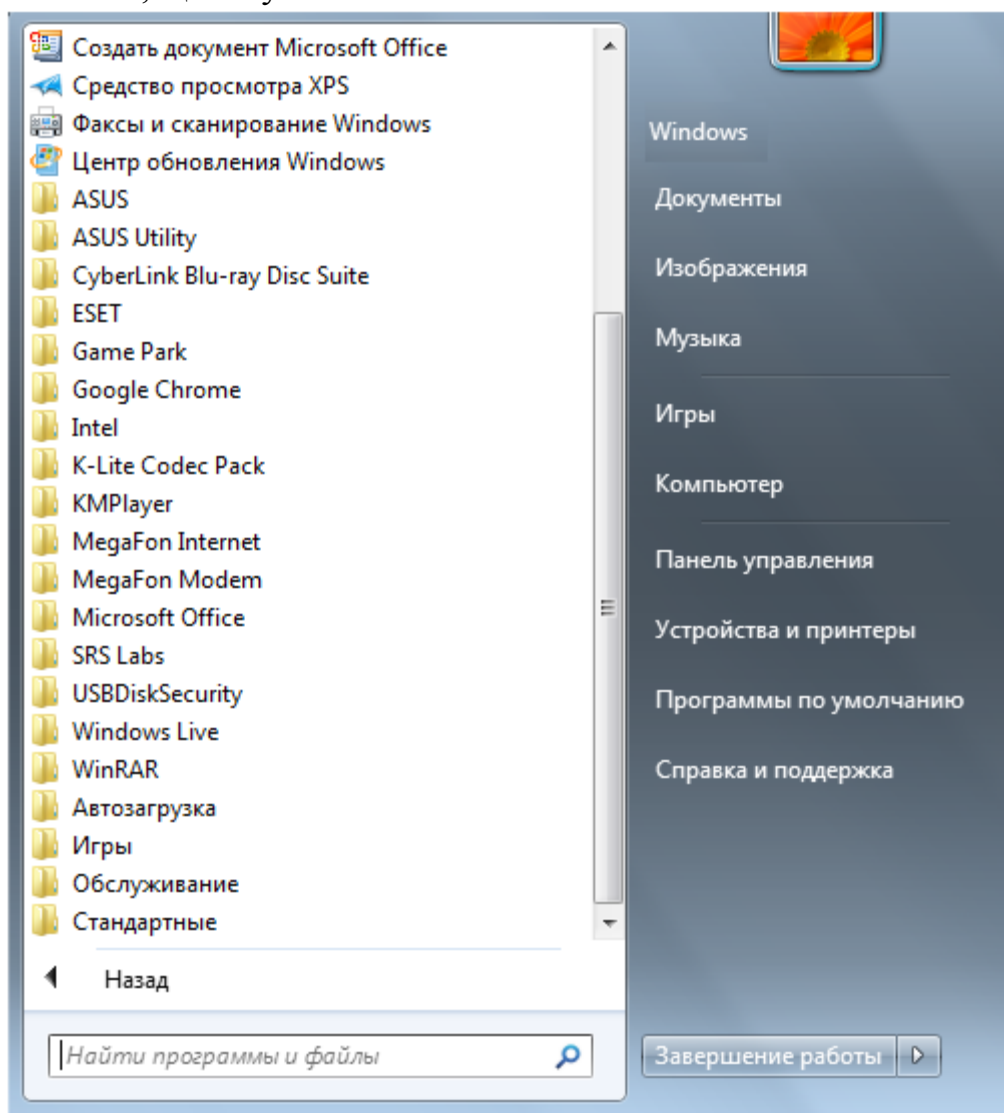 Создать документ Microsoft Office
Средство просмотра XPS
Факсы и сканирование Windows
Центр обновления Windows
ASUS
ASUS Utility
CyberLink Blu-ray Disc Suite
ESET
Game Park
Google Chrome
Intel
K-Lite Codec Pack
KMPlayer
MegaFon Internet
MegaFon Modem
Microsoft Office
SRS Labs
USBDiskSecurity
Windows Live
WinRAR
Автозагрузка
Игры
Обслуживание
Стандартные
Назад
Найти программы и файлы
Windows
Документы
Изображения
Музыка
Игры
Компьютер
Панель управления
Устройства и принтеры
Программы по умолчанию
Справка и поддержка
Завершение работы